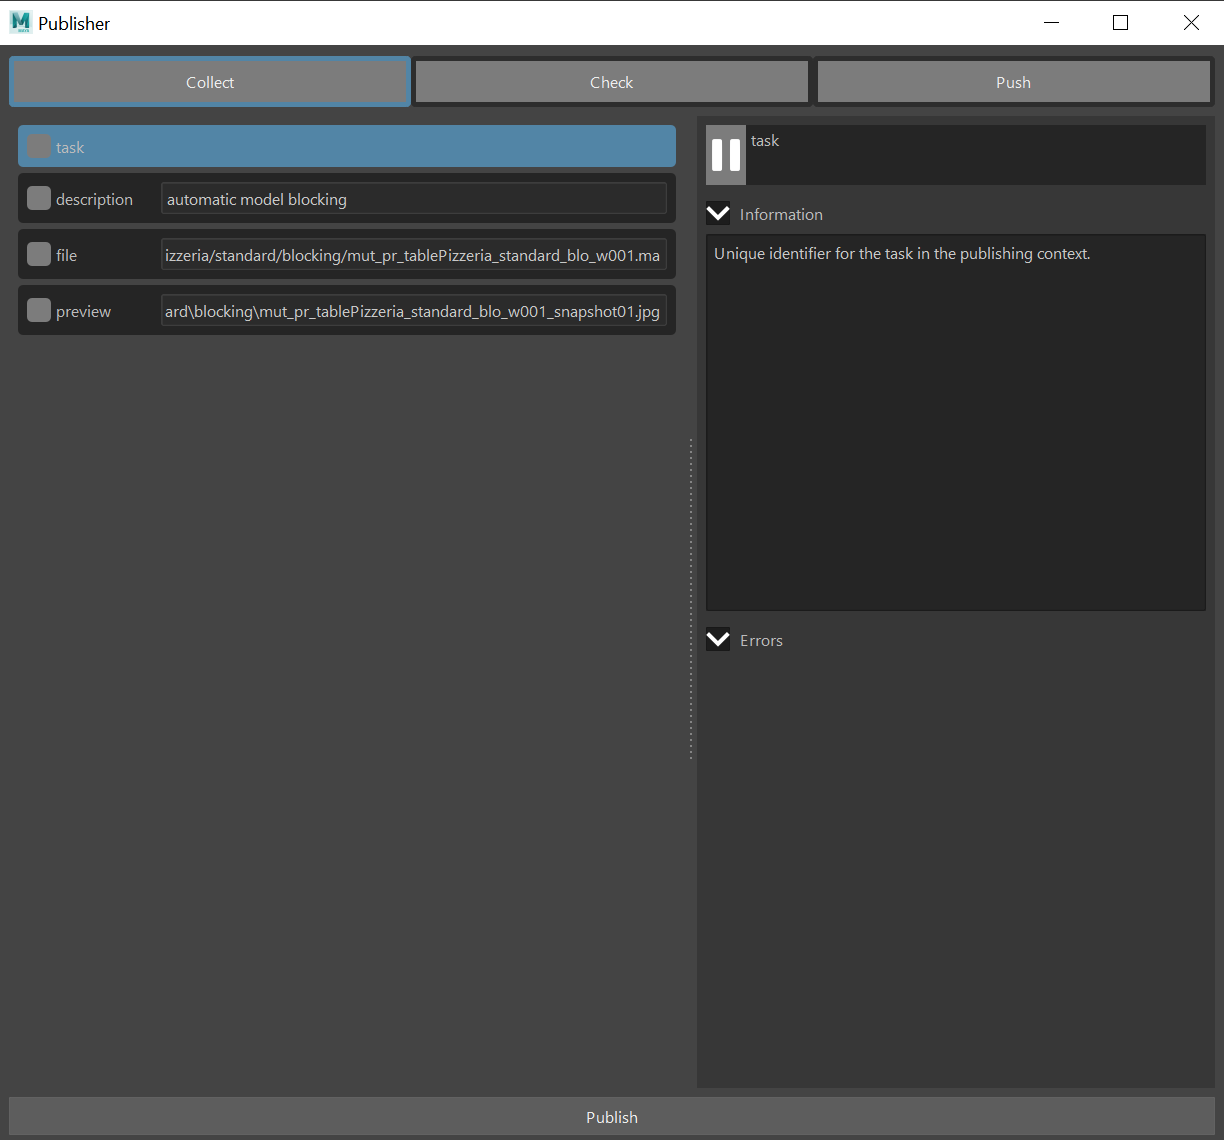 Publisher
Collect
Check
Push
task
description
automatic model blocking
file
izzeria/standard/blocking/mut_pr_tablePizzeria_standard_blo_w001.ma
preview
ard\blocking\mut_pr_tablePizzeria_standard_blo_w001_snapshot01.jpg
task
Information
Unique identifier for the task in the publishing context.
Errors
Publish